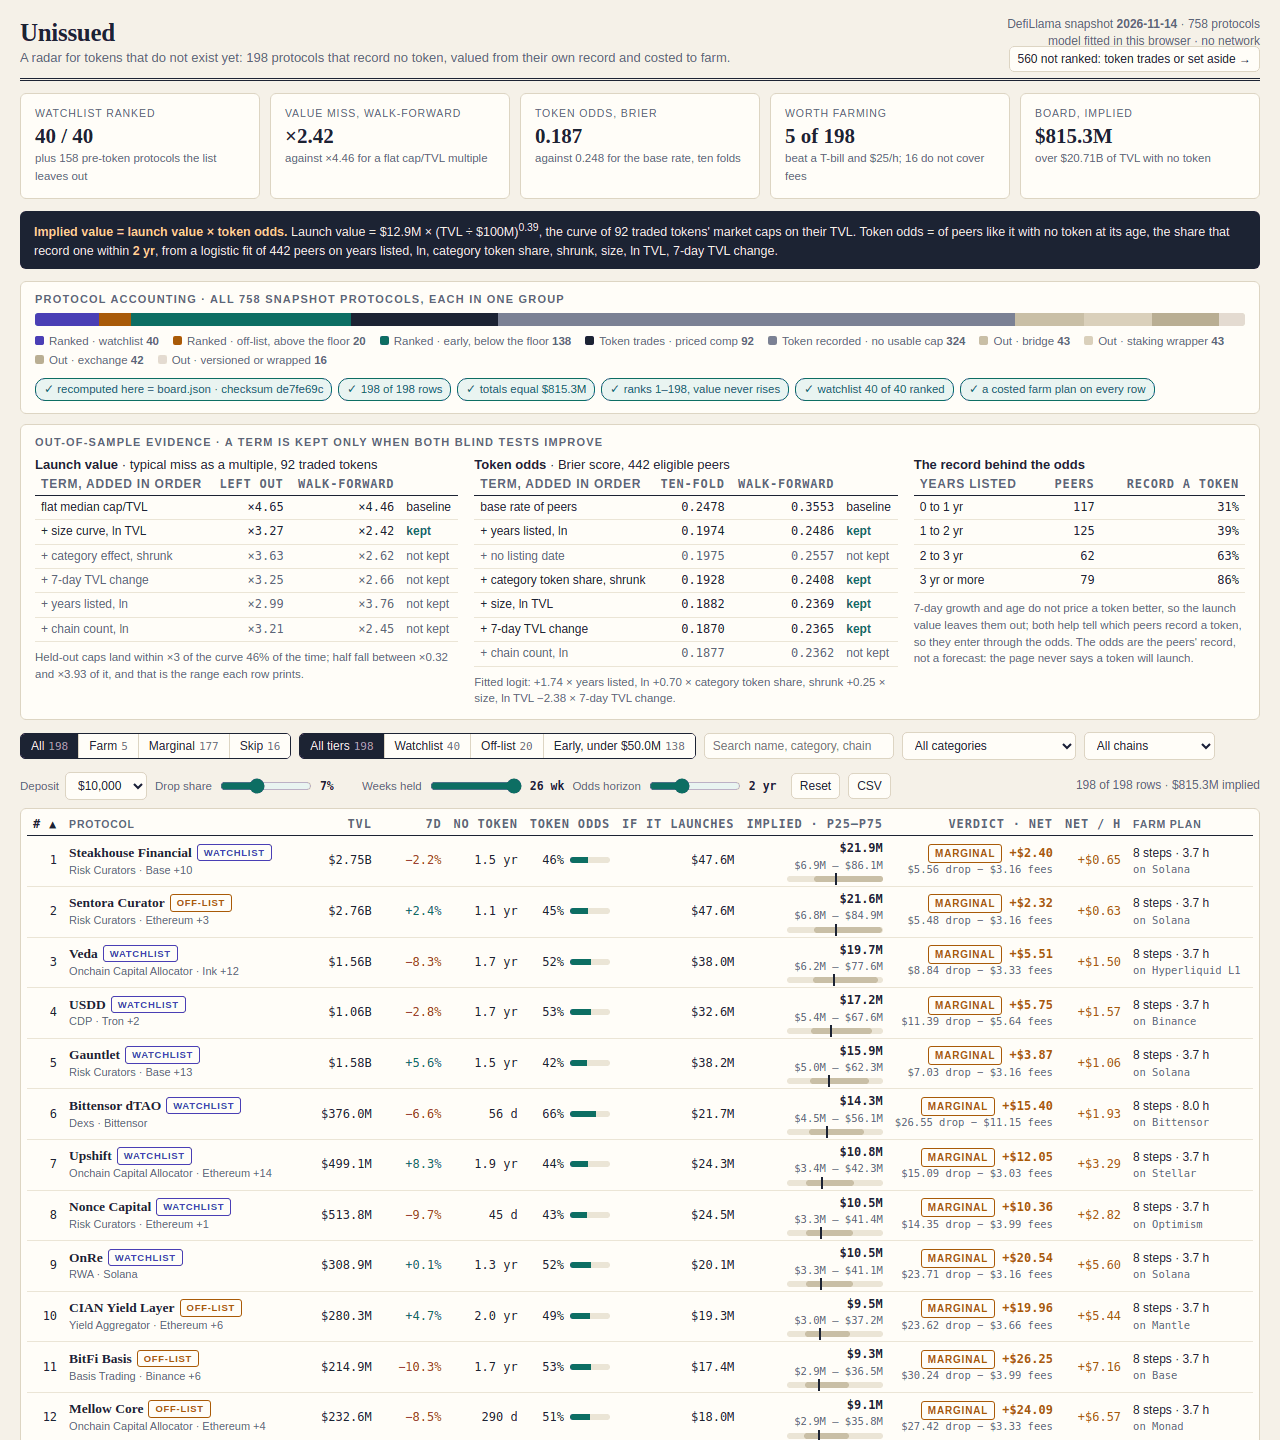 Unissued
A radar for tokens that do not exist yet: 198 protocols that record no token, valued from their own record and costed to farm.
DefiLlama snapshot 2026-11-14 · 758 protocols
model fitted in this browser · no network
560 not ranked: token trades or set aside →
WATCHLIST RANKED
40 / 40
plus 158 pre-token protocols the list
leaves out
VALUE MISS, WALK-FORWARD
×2.42
against ×4.46 for a flat cap/TVL multiple
TOKEN ODDS, BRIER
0.187
against 0.248 for the base rate, ten folds
WORTH FARMING
5 of 198
beat a T-bill and $25/h; 16 do not cover
fees
BOARD, IMPLIED
$815.3M
over $20.71B of TVL with no token
Implied value = launch value × token odds. Launch value = $12.9M × (TVL ÷ $100M)0.39, the curve of 92 traded tokens' market caps on their TVL. Token odds = of peers like it with no token at its age, the share that
record one within 2 yr, from a logistic fit of 442 peers on years listed, ln, category token share, shrunk, size, ln TVL, 7-day TVL change.
PROTOCOL ACCOUNTING · ALL 758 SNAPSHOT PROTOCOLS, EACH IN ONE GROUP
Ranked · watchlist 40 Ranked · off-list, above the floor 20 Ranked · early, below the floor 138 Token trades · priced comp 92 Token recorded · no usable cap 324 Out · bridge 43 Out · staking wrapper 43
Out · exchange 42 Out · versioned or wrapped 16
✓ recomputed here = board.json · checksum de7fe69c ✓ 198 of 198 rows ✓ totals equal $815.3M ✓ ranks 1–198, value never rises ✓ watchlist 40 of 40 ranked ✓ a costed farm plan on every row
OUT-OF-SAMPLE EVIDENCE · A TERM IS KEPT ONLY WHEN BOTH BLIND TESTS IMPROVE
Launch value · typical miss as a multiple, 92 traded tokens
TERM, ADDED IN ORDER LEFT OUT WALK-FORWARD
flat median cap/TVL ×4.65 ×4.46 baseline
+ size curve, ln TVL ×3.27 ×2.42 kept
+ category effect, shrunk ×3.63 ×2.62 not kept
+ 7-day TVL change ×3.25 ×2.66 not kept
+ years listed, ln ×2.99 ×3.76 not kept
+ chain count, ln ×3.21 ×2.45 not kept
Held-out caps land within ×3 of the curve 46% of the time; half fall between ×0.32
and ×3.93 of it, and that is the range each row prints.
Token odds · Brier score, 442 eligible peers
TERM, ADDED IN ORDER TEN-FOLD WALK-FORWARD
base rate of peers 0.2478 0.3553 baseline
+ years listed, ln 0.1974 0.2486 kept
+ no listing date 0.1975 0.2557 not kept
+ category token share, shrunk 0.1928 0.2408 kept
+ size, ln TVL 0.1882 0.2369 kept
+ 7-day TVL change 0.1870 0.2365 kept
+ chain count, ln 0.1877 0.2362 not kept
Fitted logit: +1.74 × years listed, ln +0.70 × category token share, shrunk +0.25 ×
size, ln TVL −2.38 × 7-day TVL change.
The record behind the odds
YEARS LISTED PEERS RECORD A TOKEN
0 to 1 yr 117 31%
1 to 2 yr 125 39%
2 to 3 yr 62 63%
3 yr or more 79 86%
7-day growth and age do not price a token better, so the launch
value leaves them out; both help tell which peers record a token,
so they enter through the odds. The odds are the peers' record,
not a forecast: the page never says a token will launch.
All 198 Farm 5 Marginal 177 Skip 16 All tiers 198 Watchlist 40 Off-list 20 Early, under $50.0M 138 Search name, category, chain All categories All chains
Deposit $10,000 Drop share 7% Weeks held 26 wk Odds horizon 2 yr Reset CSV 198 of 198 rows · $815.3M implied
# ▲ PROTOCOL TVL 7D NO TOKEN TOKEN ODDS IF IT LAUNCHES IMPLIED · P25–P75 VERDICT · NET NET / H FARM PLAN
1 Steakhouse Financial WATCHLIST $2.75B −2.2% 1.5 yr 46% $47.6M $21.9M MARGINAL +$2.40 +$0.65 8 steps · 3.7 h
Risk Curators · Base +10 $6.9M – $86.1M $5.56 drop − $3.16 fees on Solana
2 Sentora Curator OFF-LIST $2.76B +2.4% 1.1 yr 45% $47.6M $21.6M MARGINAL +$2.32 +$0.63 8 steps · 3.7 h
Risk Curators · Ethereum +3 $6.8M – $84.9M $5.48 drop − $3.16 fees on Solana
3 Veda WATCHLIST $1.56B −8.3% 1.7 yr 52% $38.0M $19.7M MARGINAL +$5.51 +$1.50 8 steps · 3.7 h
Onchain Capital Allocator · Ink +12 $6.2M – $77.6M $8.84 drop − $3.33 fees on Hyperliquid L1
4 USDD WATCHLIST $1.06B −2.8% 1.7 yr 53% $32.6M $17.2M MARGINAL +$5.75 +$1.57 8 steps · 3.7 h
CDP · Tron +2 $5.4M – $67.6M $11.39 drop − $5.64 fees on Binance
5 Gauntlet WATCHLIST $1.58B +5.6% 1.5 yr 42% $38.2M $15.9M MARGINAL +$3.87 +$1.06 8 steps · 3.7 h
Risk Curators · Base +13 $5.0M – $62.3M $7.03 drop − $3.16 fees on Solana
6 Bittensor dTAO WATCHLIST $376.0M −6.6% 56 d 66% $21.7M $14.3M MARGINAL +$15.40 +$1.93 8 steps · 8.0 h
Dexs · Bittensor $4.5M – $56.1M $26.55 drop − $11.15 fees on Bittensor
7 Upshift WATCHLIST $499.1M +8.3% 1.9 yr 44% $24.3M $10.8M MARGINAL +$12.05 +$3.29 8 steps · 3.7 h
Onchain Capital Allocator · Ethereum +14 $3.4M – $42.3M $15.09 drop − $3.03 fees on Stellar
8 Nonce Capital WATCHLIST $513.8M −9.7% 45 d 43% $24.5M $10.5M MARGINAL +$10.36 +$2.82 8 steps · 3.7 h
Risk Curators · Ethereum +1 $3.3M – $41.4M $14.35 drop − $3.99 fees on Optimism
9 OnRe WATCHLIST $308.9M +0.1% 1.3 yr 52% $20.1M $10.5M MARGINAL +$20.54 +$5.60 8 steps · 3.7 h
RWA · Solana $3.3M – $41.1M $23.71 drop − $3.16 fees on Solana
10 CIAN Yield Layer OFF-LIST $280.3M +4.7% 2.0 yr 49% $19.3M $9.5M MARGINAL +$19.96 +$5.44 8 steps · 3.7 h
Yield Aggregator · Ethereum +6 $3.0M – $37.2M $23.62 drop − $3.66 fees on Mantle
11 BitFi Basis OFF-LIST $214.9M −10.3% 1.7 yr 53% $17.4M $9.3M MARGINAL +$26.25 +$7.16 8 steps · 3.7 h
Basis Trading · Binance +6 $2.9M – $36.5M $30.24 drop − $3.99 fees on Base
12 Mellow Core OFF-LIST $232.6M −8.5% 290 d 51% $18.0M $9.1M MARGINAL +$24.09 +$6.57 8 steps · 3.7 h
Onchain Capital Allocator · Ethereum +4 $2.9M – $35.8M $27.42 drop − $3.33 fees on Monad